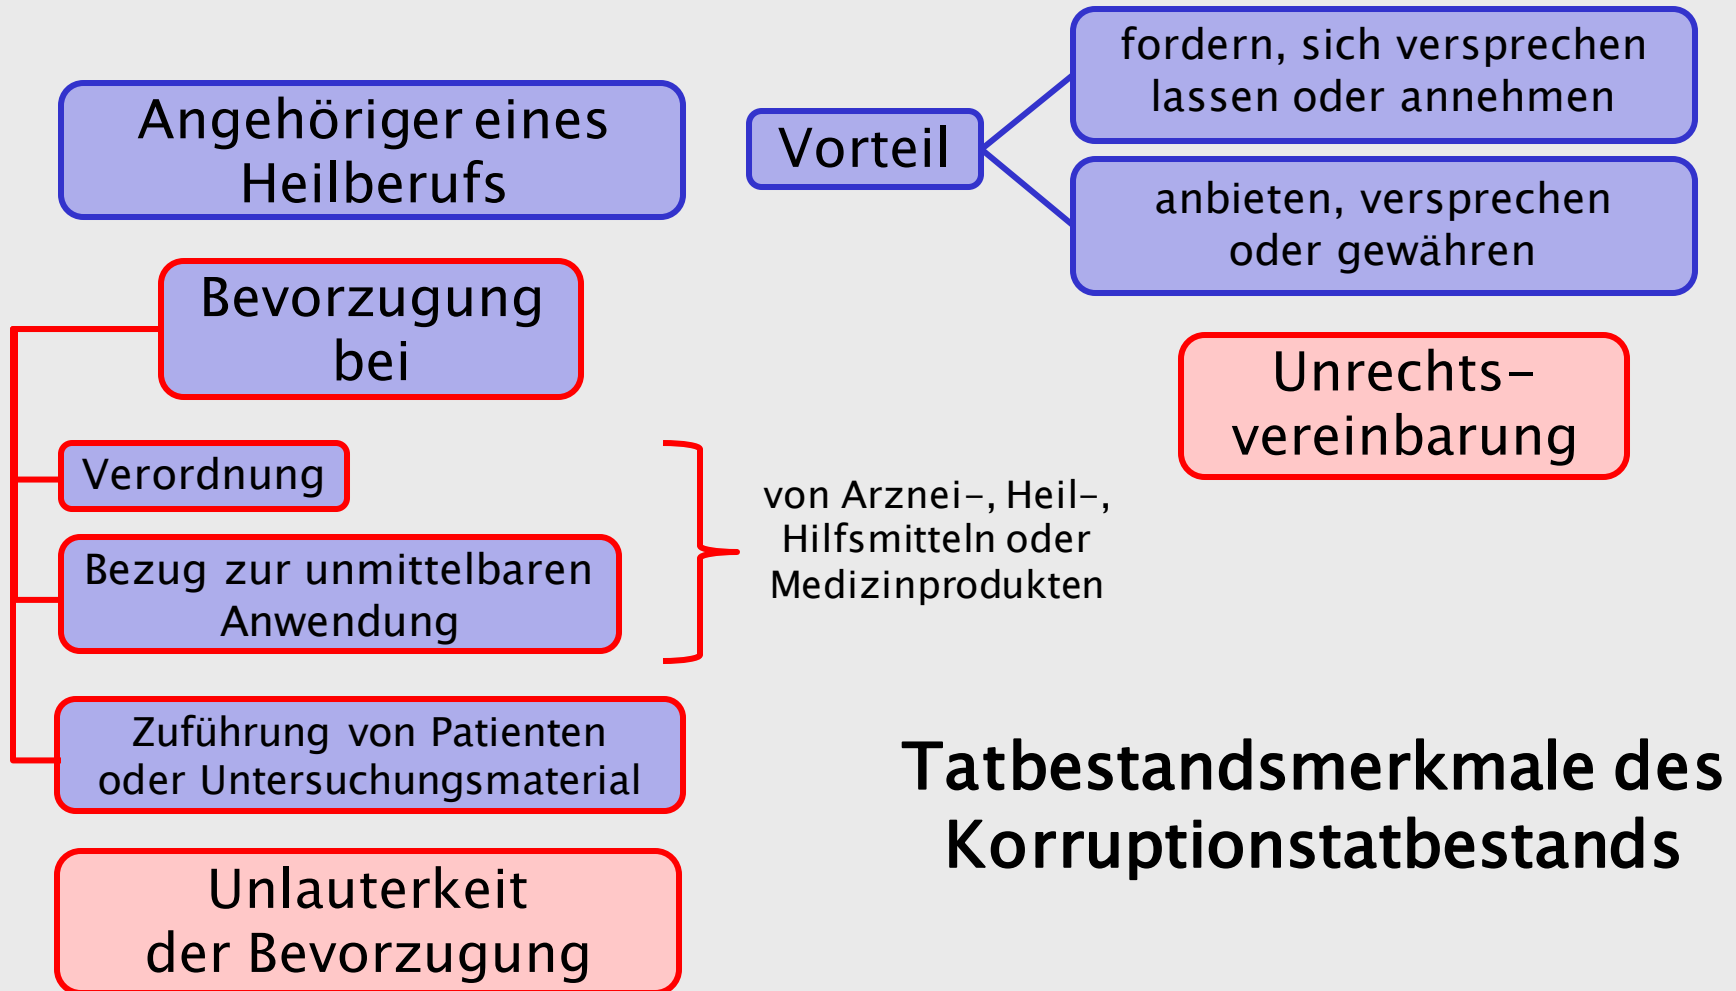 Angehöriger eines
Heilberufs
Vorteil
fordern, sich versprechen
lassen oder annehmen
anbieten, versprechen
oder gewähren
Bevorzugung
bei
Unrechts-
vereinbarung
Verordnung
Bezug zur unmittelbaren
Anwendung
von Arznei-, Heil-,
Hilfsmitteln oder
Medizinprodukten
Zuführung von Patienten
oder Untersuchungsmaterial
Unlauterkeit
der Bevorzugung
Tatbestandsmerkmale des
Korruptionstatbestands